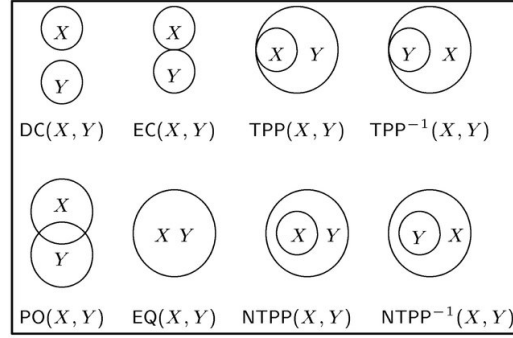 X X X Y Y X
Y Y
DC(X, Y) EC(X, Y) TPP(X, Y) TPP⁻¹(X, Y)
X X Y X Y Y X
Y
PO(X, Y) EQ(X, Y) NTPP(X, Y) NTPP⁻¹(X, Y)